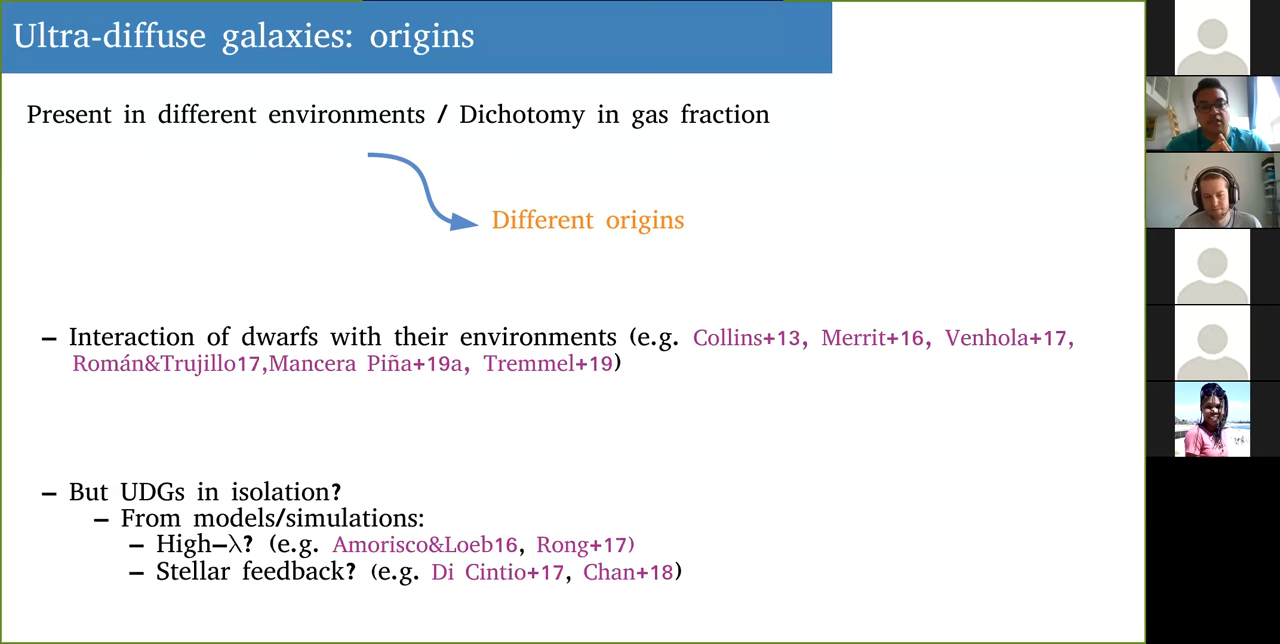 Ultra-diffuse galaxies: origins
Present in different environments / Dichotomy in gas fraction
Different origins
– Interaction of dwarfs with their environments (e.g. Collins+13, Merrit+16, Venhola+17,
Román&Trujillo17,Mancera Piña+19a, Tremmel+19)
– But UDGs in isolation?
– From models/simulations:
– High–λ? (e.g. Amorisco&Loeb16, Rong+17)
– Stellar feedback? (e.g. Di Cintio+17, Chan+18)